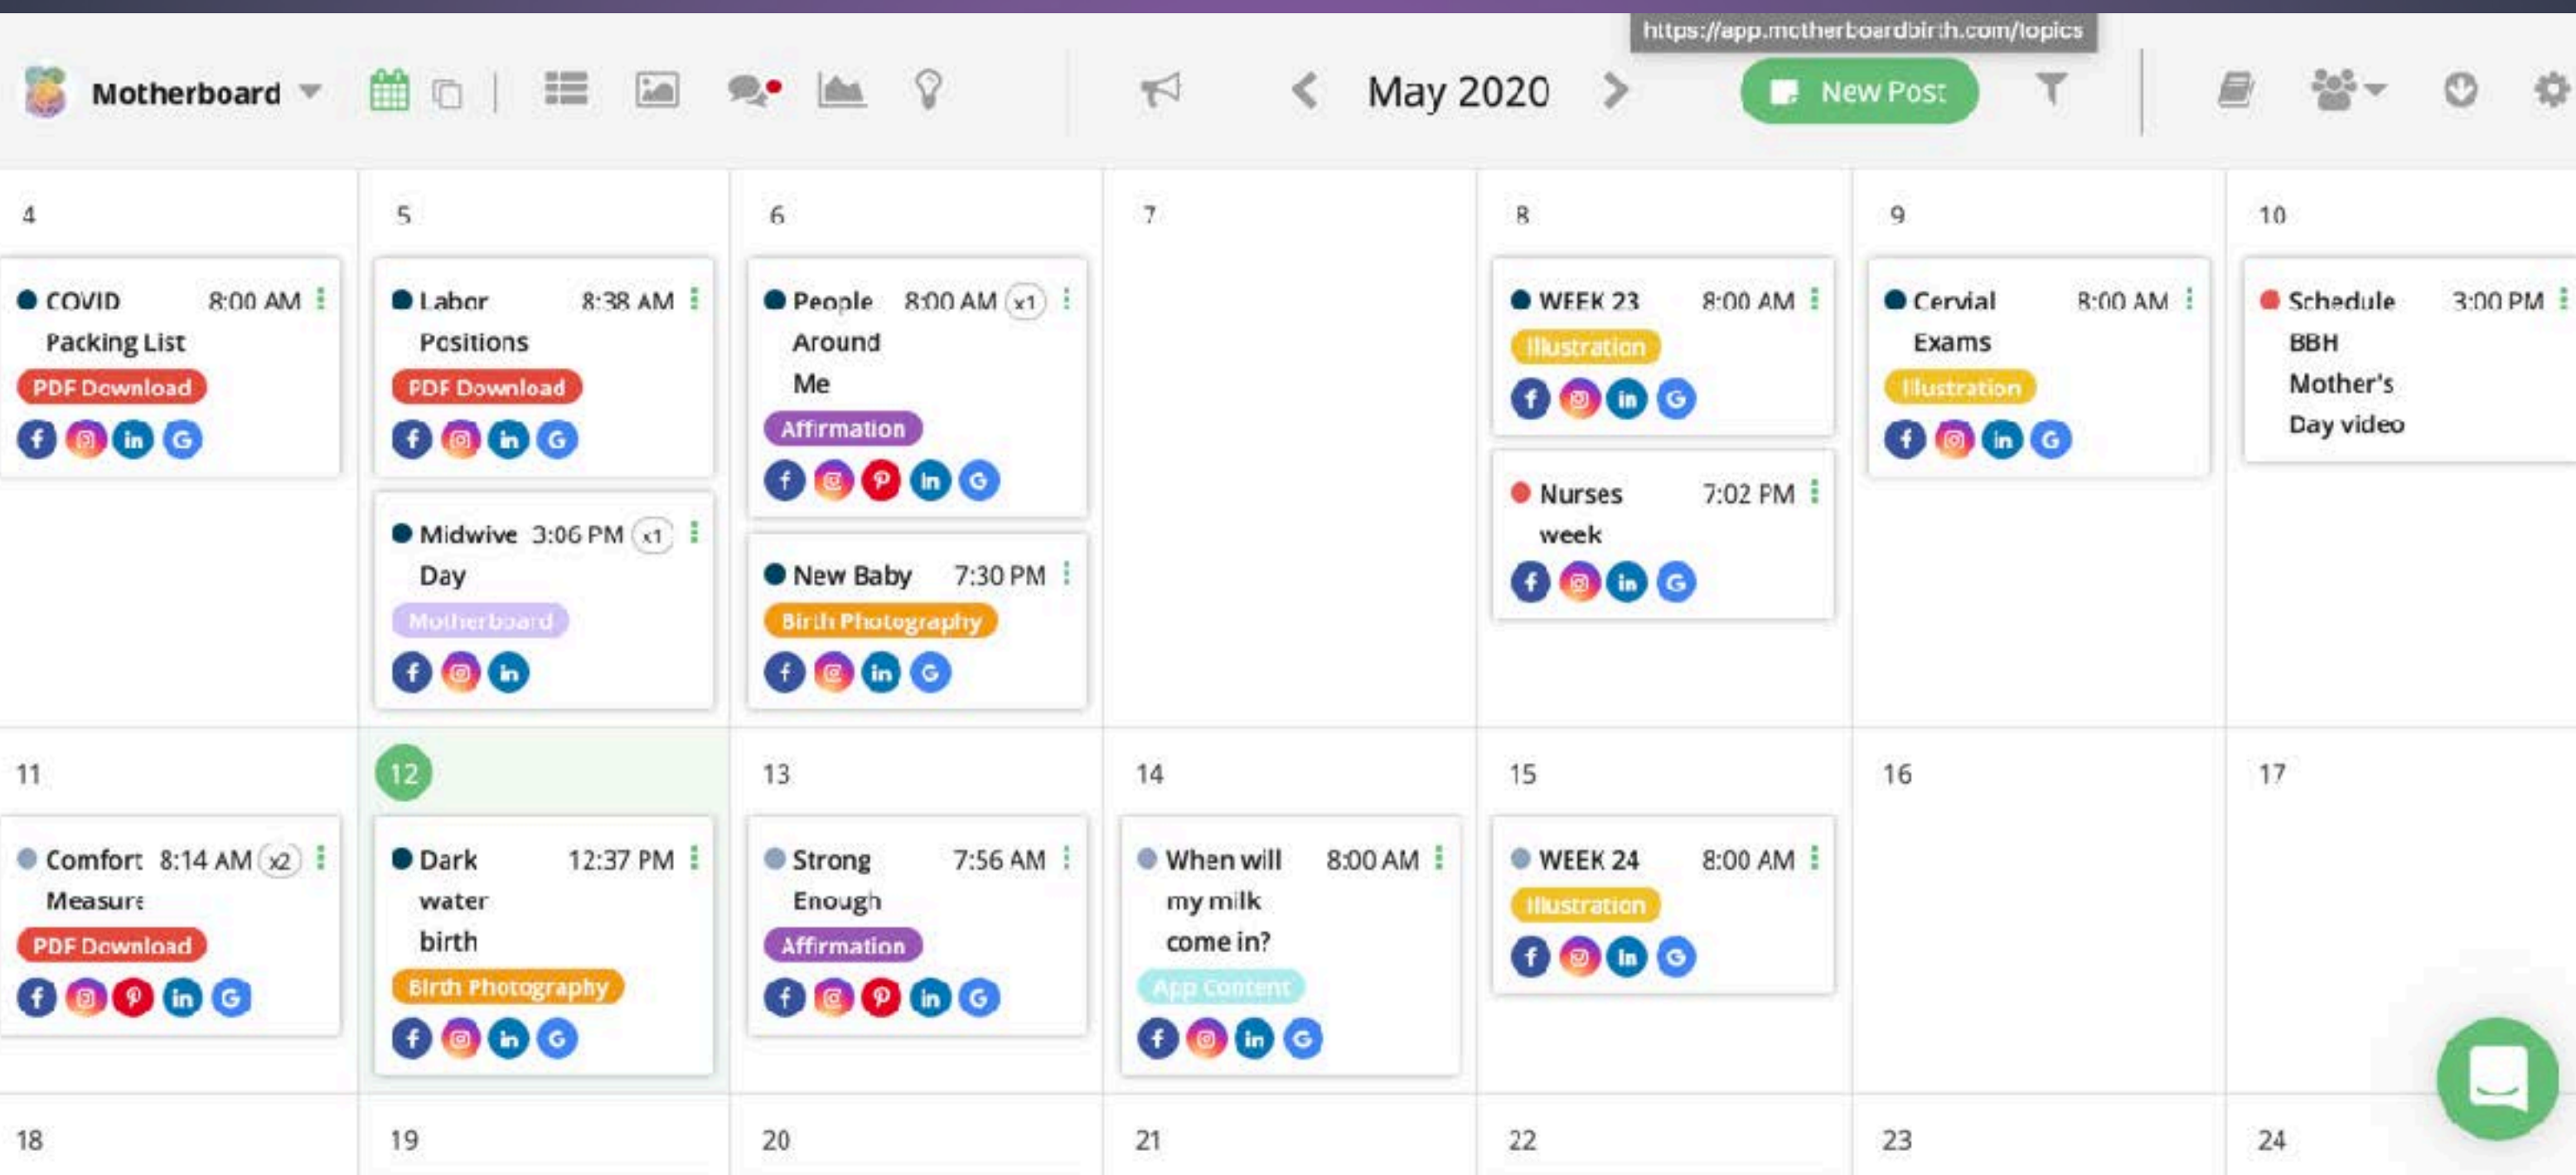 https://app.motherboardbirth.com/topics
Motherboard
May 2020
New Post
4
5
6
7
8
9
10
COVID 8:00 AM
Packing List
PDF Download
Labor 8:38 AM
Positions
PDF Download
Midwive 3:06 PM x1
Day
Motherboard
People 8:00 AM x1
Around
Me
Affirmation
New Baby 7:30 PM
Birth Photography
WEEK 23 8:00 AM
Illustration
Nurses 7:02 PM
week
Cervial 8:00 AM
Exams
Illustration
Schedule 3:00 PM
BBH
Mother's
Day video
11
12
13
14
15
16
17
Comfort 8:14 AM x2
Measure
PDF Download
Dark 12:37 PM
water
birth
Birth Photography
Strong 7:56 AM
Enough
Affirmation
When will 8:00 AM
my milk
come in?
App Content
WEEK 24 8:00 AM
Illustration
18
19
20
21
22
23
24